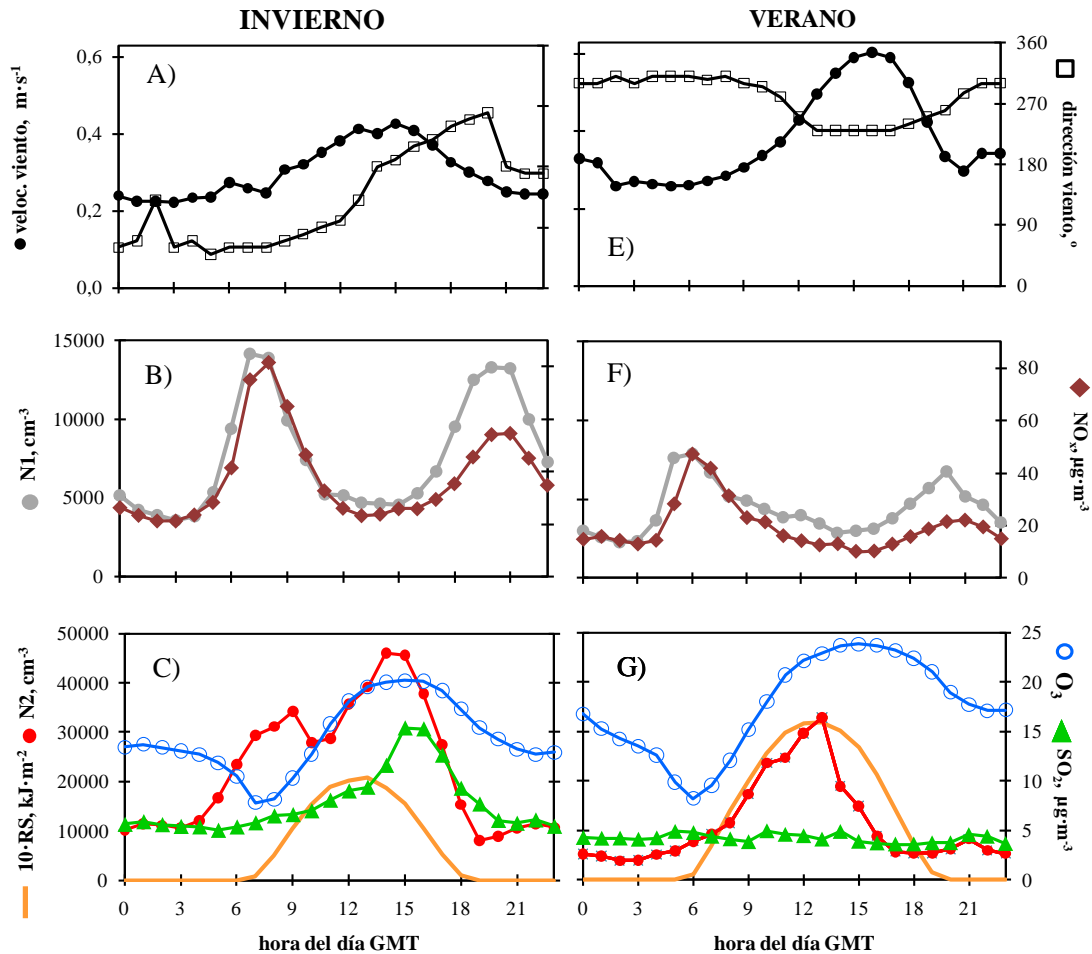 INVIERNO
VERANO
A)
0,6
0,4
0,2
0,0
veloc. viento, m·s⁻¹
E)
360
270
180
90
0
dirección viento, º
B)
15000
10000
5000
0
N1, cm⁻³
F)
80
60
40
20
0
NOₓ, µg·m⁻³
C)
50000
40000
30000
20000
10000
0
10·RS, kJ·m⁻² N2, cm⁻³
G)
25
20
15
10
5
0
O₃
SO₂, µg·m⁻³
0 3 6 9 12 15 18 21
hora del día GMT
0 3 6 9 12 15 18 21
hora del día GMT